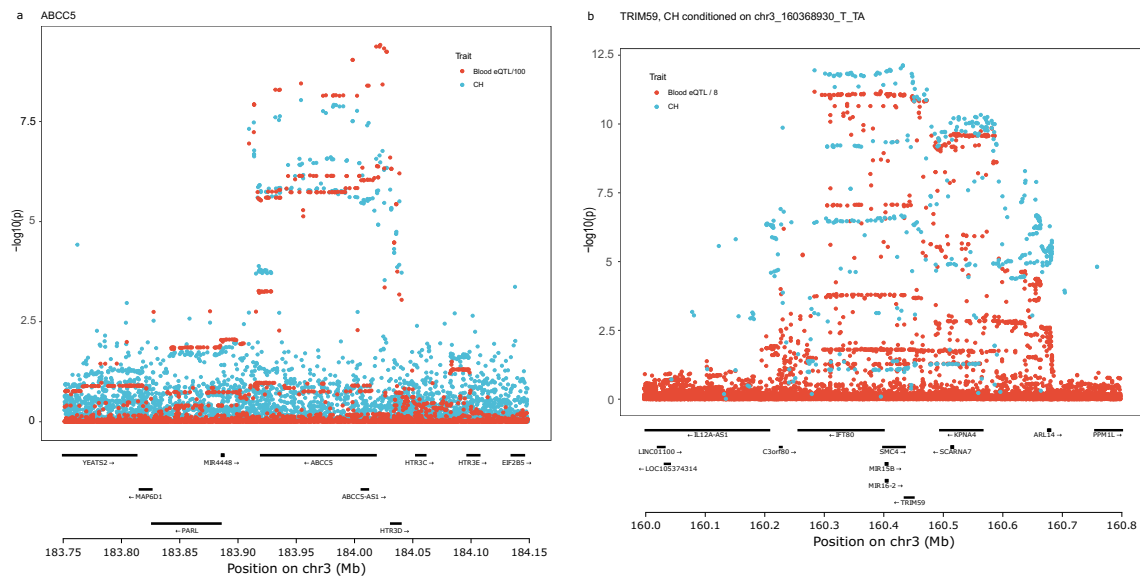 a ABCC5
Trait
Blood eQTL/100
CH
7.5
5
2.5
0
−log10(p)
YEATS2→
MIR4448→
←ABCC5
HTR3C→
HTR3E→
EIF2B5→
←MAP6D1
ABCC5-AS1→
←PARL
HTR3D→
183.75 183.80 183.85 183.90 183.95 184.00 184.05 184.10 184.15
Position on chr3 (Mb)
b TRIM59, CH conditioned on chr3_160368930_T_TA
Trait
Blood eQTL / 8
CH
12.5
10
7.5
5
2.5
0
−log10(p)
←IL12A-AS1
←IFT80
←KPNA4
ARL14→
PPM1L→
LINC01100→
C3orf80→
SMC4→
←SCARNA7
←LOC105374314
MIR15B→
MIR16-2→
←TRIM59
160.0 160.1 160.2 160.3 160.4 160.5 160.6 160.7 160.8
Position on chr3 (Mb)